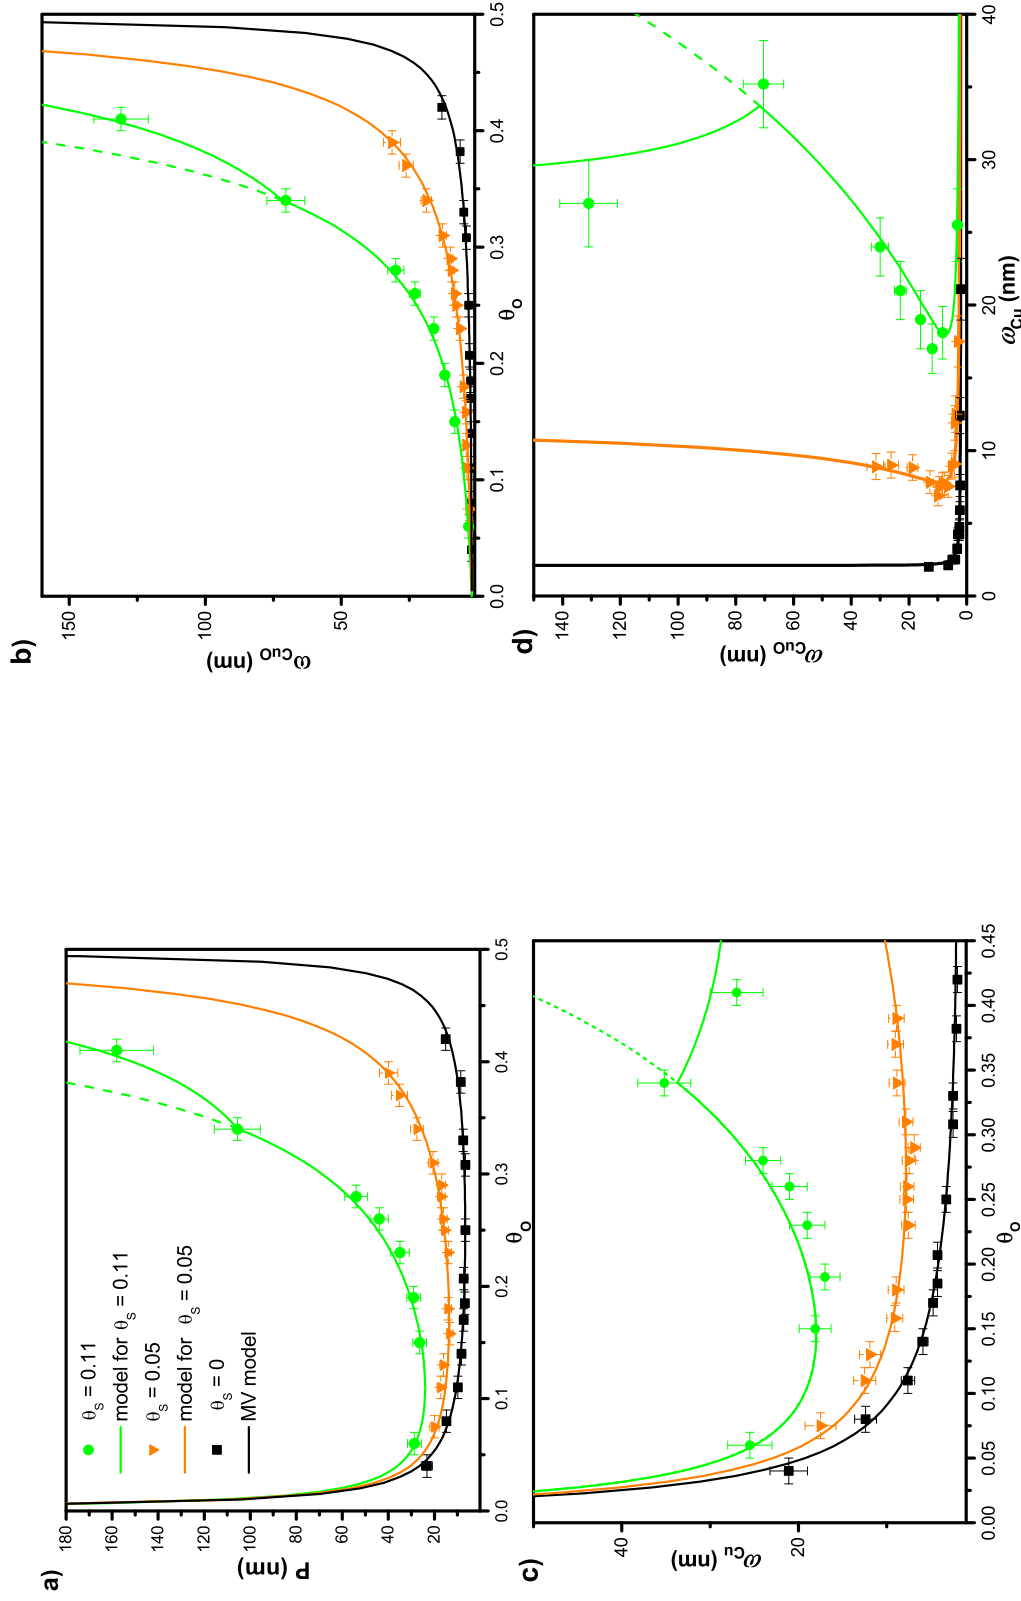 a)
P (nm)
180
160
140
120
100
80
60
40
20
0.0
0.1
0.2
0.3
0.4
0.5
θo
θs = 0.11
model for θs = 0.11
θs = 0.05
model for θs = 0.05
θs = 0
MV model
b)
ωCuO (nm)
150
100
50
0.0
0.1
0.2
0.3
0.4
0.5
θo
c)
ωCu (nm)
40
20
0.00
0.05
0.10
0.15
0.20
0.25
0.30
0.35
0.40
0.45
θo
d)
ωCuO (nm)
140
120
100
80
60
40
20
0
0
10
20
30
40
ωCu (nm)